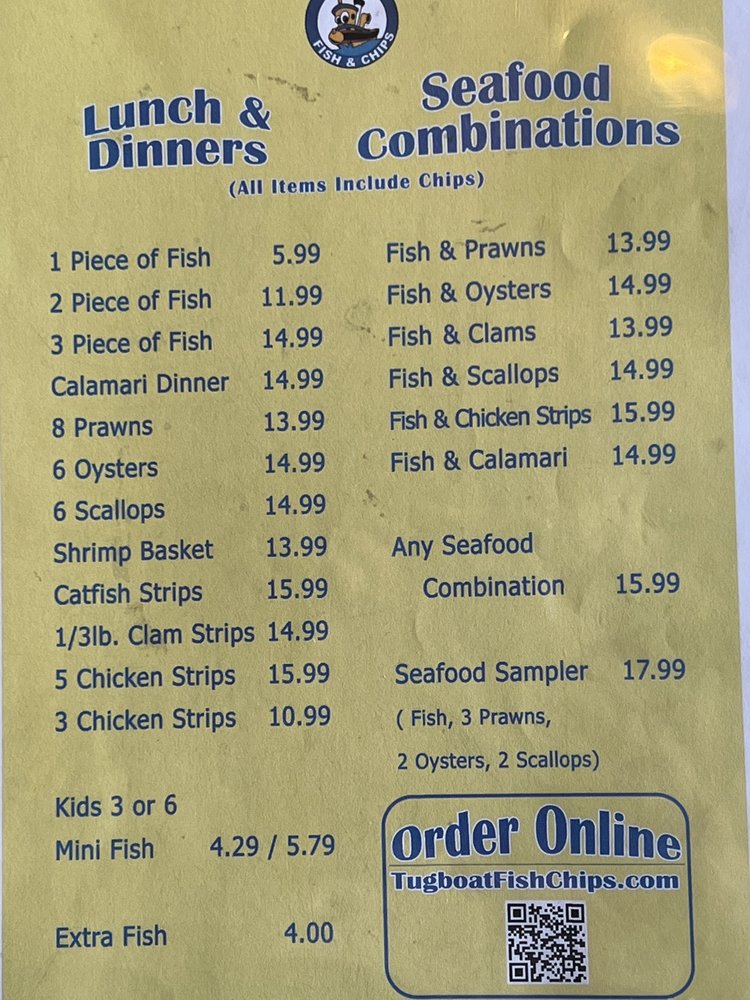 FISH & CHIPS
Lunch &
Dinners
Seafood
Combinations
(All Items Include Chips)
1 Piece of Fish 5.99
2 Piece of Fish 11.99
3 Piece of Fish 14.99
Calamari Dinner 14.99
8 Prawns 13.99
6 Oysters 14.99
6 Scallops 14.99
Shrimp Basket 13.99
Catfish Strips 15.99
1/3lb. Clam Strips 14.99
5 Chicken Strips 15.99
3 Chicken Strips 10.99
Kids 3 or 6
Mini Fish 4.29 / 5.79
Extra Fish 4.00
Fish & Prawns 13.99
Fish & Oysters 14.99
Fish & Clams 13.99
Fish & Scallops 14.99
Fish & Chicken Strips 15.99
Fish & Calamari 14.99
Any Seafood
Combination 15.99
Seafood Sampler 17.99
( Fish, 3 Prawns,
2 Oysters, 2 Scallops)
Order Online
TugboatFishChips.com